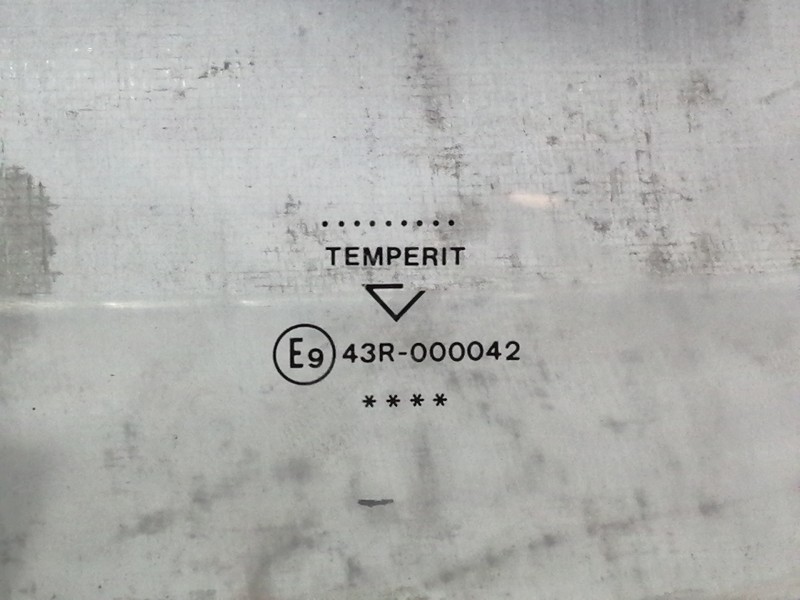 .........
TEMPERIT
E9 43R-000042
****